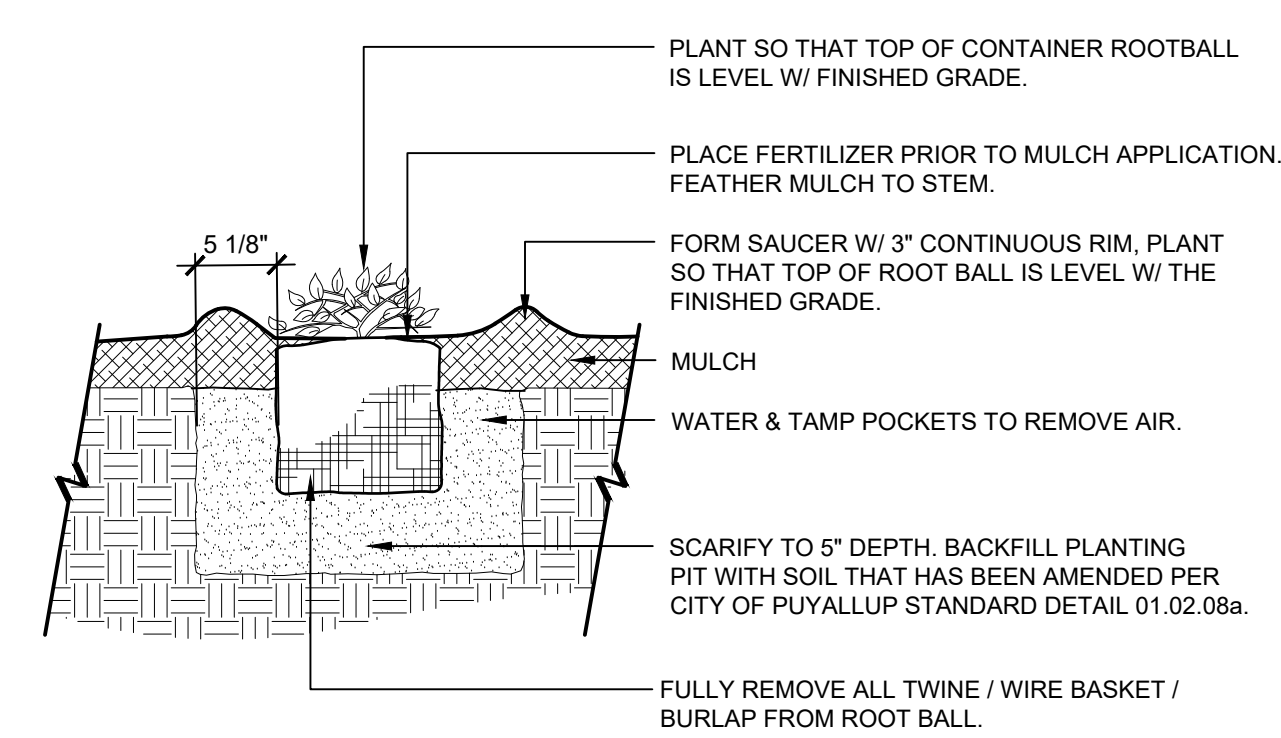 PLANT SO THAT TOP OF CONTAINER ROOTBALL
IS LEVEL W/ FINISHED GRADE.
PLACE FERTILIZER PRIOR TO MULCH APPLICATION.
FEATHER MULCH TO STEM.
5 1/8"
FORM SAUCER W/ 3" CONTINUOUS RIM, PLANT
SO THAT TOP OF ROOT BALL IS LEVEL W/ THE
FINISHED GRADE.
MULCH
WATER & TAMP POCKETS TO REMOVE AIR.
SCARIFY TO 5" DEPTH. BACKFILL PLANTING
PIT WITH SOIL THAT HAS BEEN AMENDED PER
CITY OF PUYALLUP STANDARD DETAIL 01.02.08a.
FULLY REMOVE ALL TWINE / WIRE BASKET /
BURLAP FROM ROOT BALL.